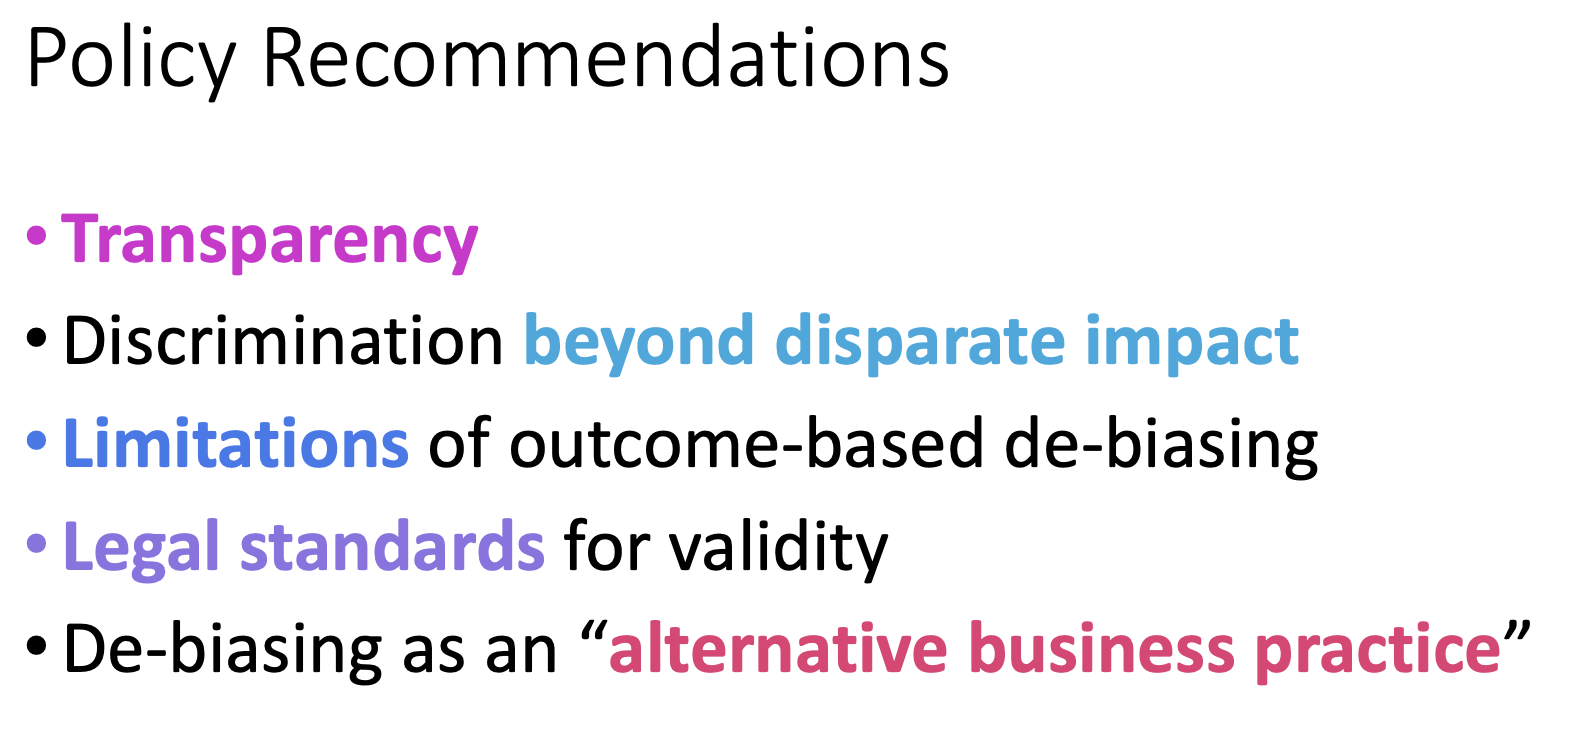 Policy Recommendations
• Transparency
• Discrimination beyond disparate impact
• Limitations of outcome-based de-biasing
• Legal standards for validity
• De-biasing as an “alternative business practice”